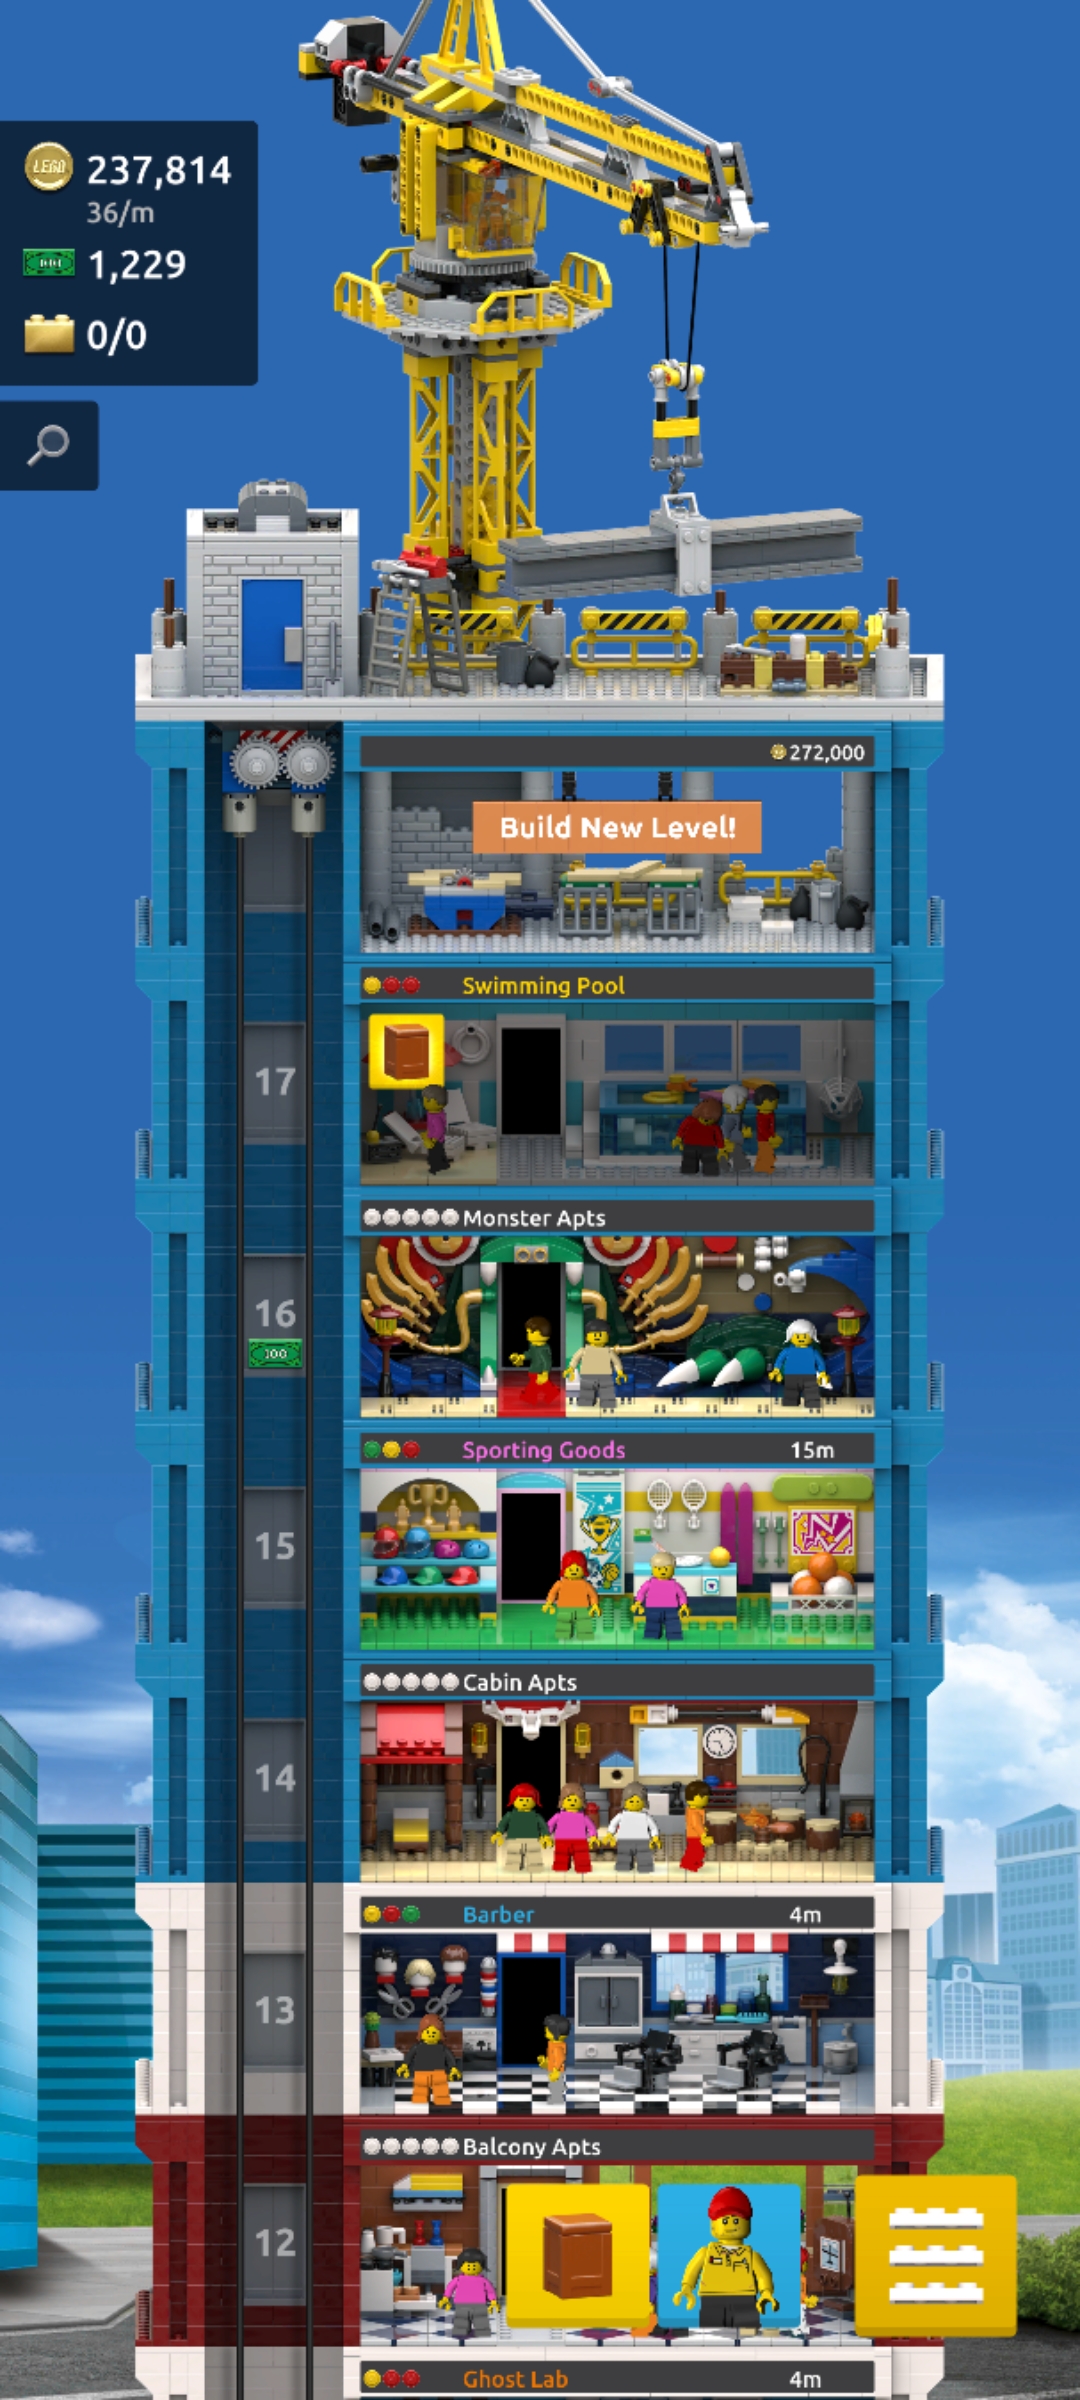 LEGO 237,814
36/m
1,229
0/0
272,000
Build New Level!
Swimming Pool
17
Monster Apts
16
100
Sporting Goods 15m
15
Cabin Apts
14
Barber 4m
13
Balcony Apts
12
Ghost Lab 4m